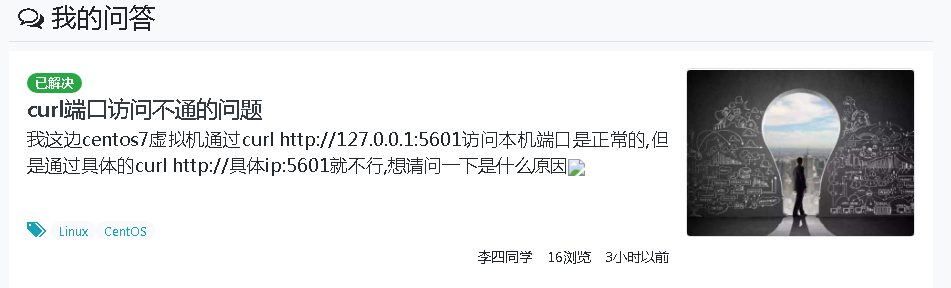 我的问答
已解决
curl端口访问不通的问题
我这边centos7虚拟机通过curl http://127.0.0.1:5601访问本机端口是正常的,但
是通过具体的curl http://具体ip:5601就不行,想请问一下是什么原因
Linux CentOS
李四同学 16浏览 3小时以前